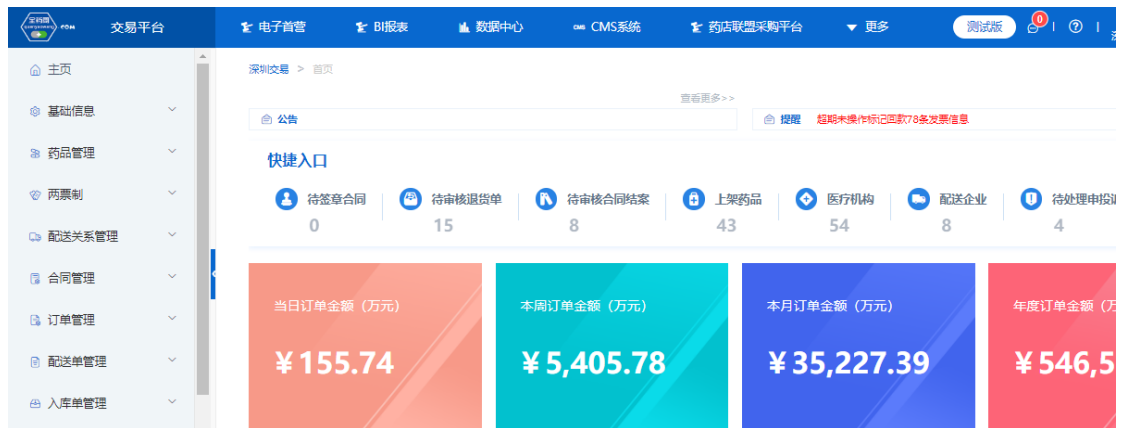 全药网 .COM 交易平台 电子首营 BI报表 数据中心 CMS系统 药店联盟采购平台 更多 测试版 0
主页
基础信息
药品管理
两票制
配送关系管理
合同管理
订单管理
配送单管理
入库单管理
深圳交易 > 首页
查看更多>>
公告
提醒 超期未操作标记回款78条发票信息
快捷入口
待签章合同 待审核退货单 待审核合同结案 上架药品 医疗机构 配送企业 待处理申投诉
0 15 8 43 54 8 4
当日订单金额（万元） 本周订单金额（万元） 本月订单金额（万元） 年度订单金额（万
¥155.74 ¥5,405.78 ¥35,227.39 ¥546,5